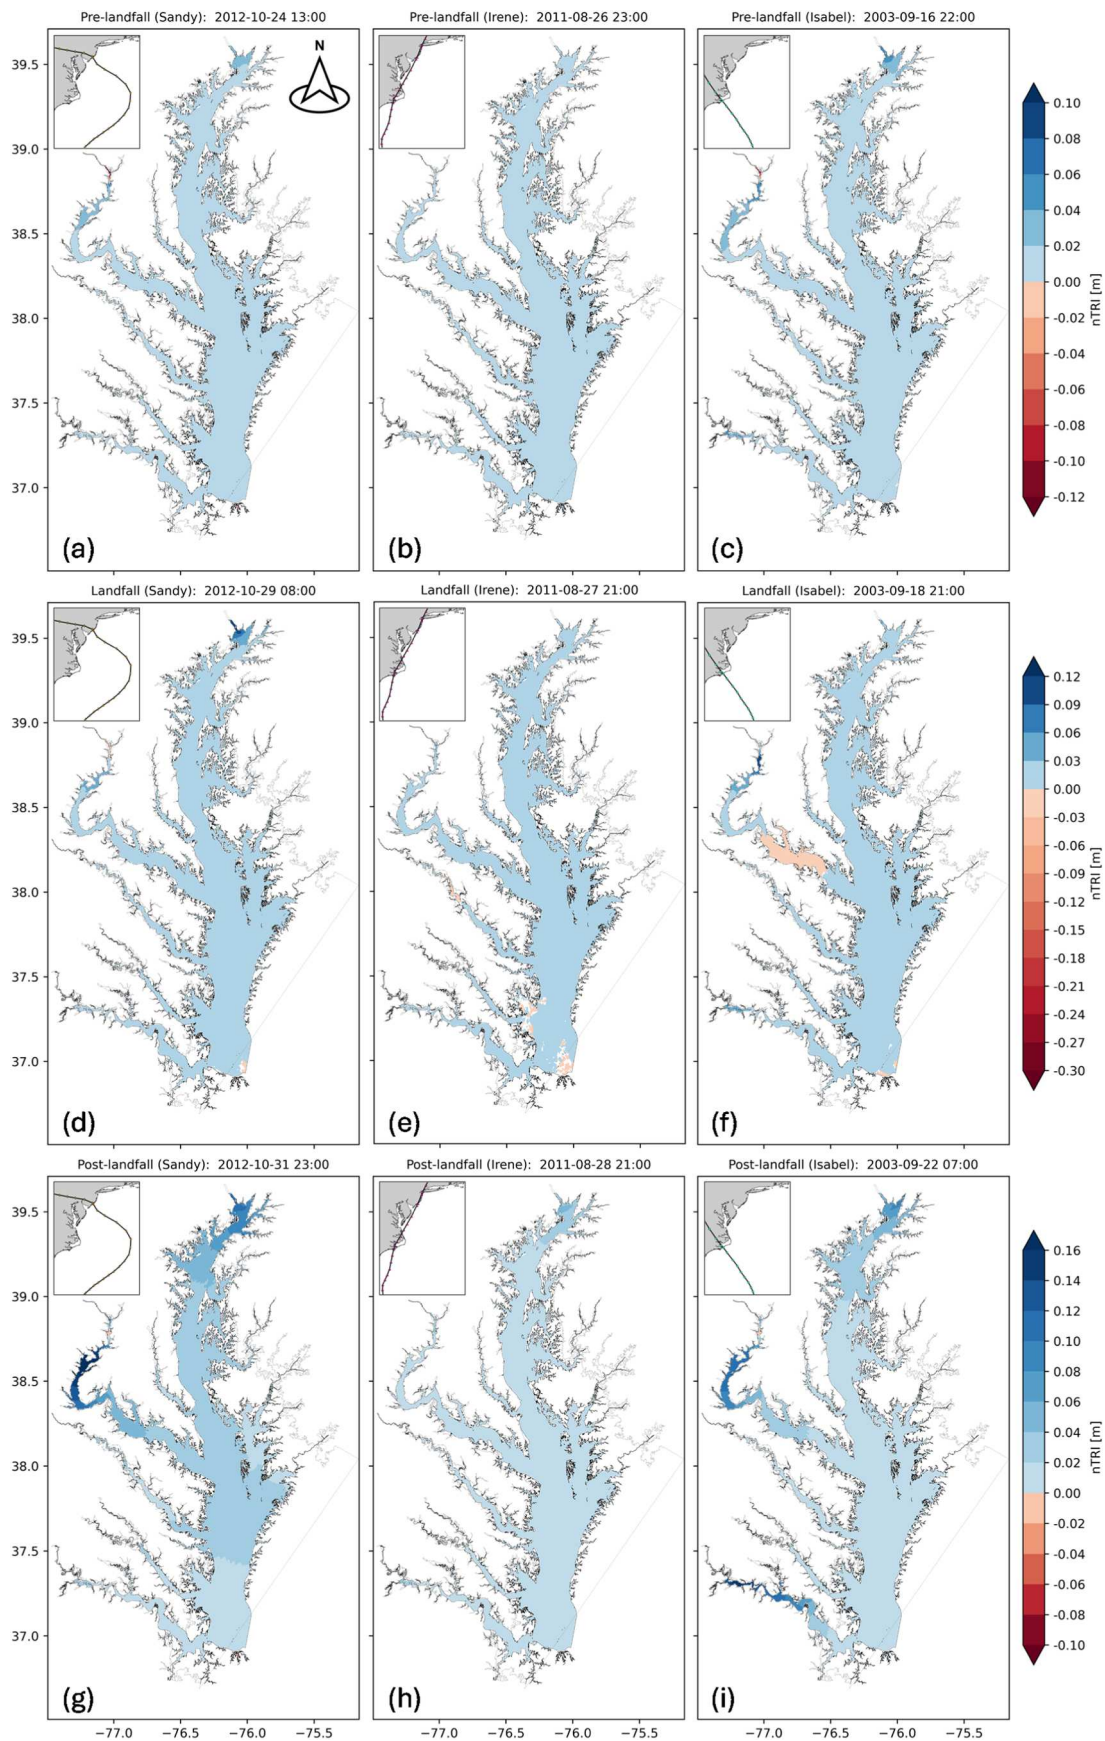 Pre-landfall (Sandy): 2012-10-24 13:00
Pre-landfall (Irene): 2011-08-26 23:00
Pre-landfall (Isabel): 2003-09-16 22:00
N
39.5
39.0
38.5
38.0
37.5
37.0
(a)
(b)
(c)
0.10
0.08
0.06
0.04
0.02
0.00
-0.02
-0.04
-0.06
-0.08
-0.10
-0.12
nTRI [m]
Landfall (Sandy): 2012-10-29 08:00
Landfall (Irene): 2011-08-27 21:00
Landfall (Isabel): 2003-09-18 21:00
39.5
39.0
38.5
38.0
37.5
37.0
(d)
(e)
(f)
0.12
0.09
0.06
0.03
0.00
-0.03
-0.06
-0.09
-0.12
-0.15
-0.18
-0.21
-0.24
-0.27
-0.30
nTRI [m]
Post-landfall (Sandy): 2012-10-31 23:00
Post-landfall (Irene): 2011-08-28 21:00
Post-landfall (Isabel): 2003-09-22 07:00
39.5
39.0
38.5
38.0
37.5
37.0
(g)
(h)
(i)
0.16
0.14
0.12
0.10
0.08
0.06
0.04
0.02
0.00
-0.02
-0.04
-0.06
-0.08
-0.10
nTRI [m]
−77.0 −76.5 −76.0 −75.5
−77.0 −76.5 −76.0 −75.5
−77.0 −76.5 −76.0 −75.5